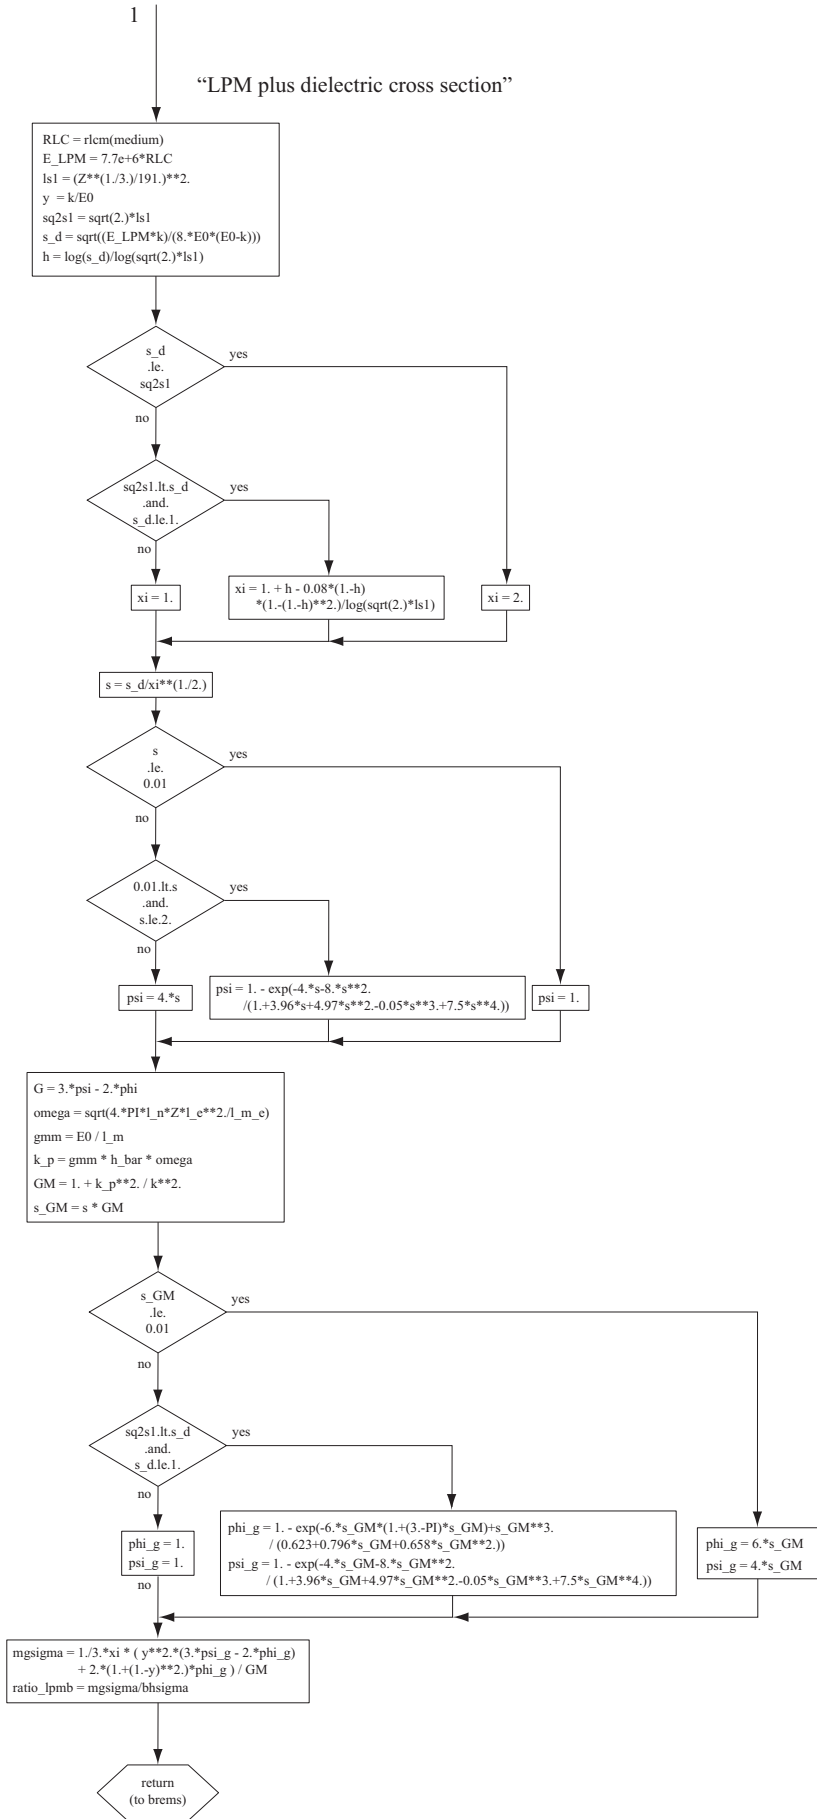 1
“LPM plus dielectric cross section”
RLC = rlcm(medium)
E_LPM = 7.7e+6*RLC
ls1 = (Z**(1./3.)/191.)**2.
y = k/E0
sq2s1 = sqrt(2.)*ls1
s_d = sqrt((E_LPM*k)/(8.*E0*(E0-k)))
h = log(s_d)/log(sqrt(2.)*ls1)
s_d
.le.
sq2s1
yes
no
sq2s1.lt.s_d
.and.
s_d.le.1.
yes
no
xi = 1.
xi = 1. + h - 0.08*(1.-h)
*(1.-(1.-h)**2.)/log(sqrt(2.)*ls1)
xi = 2.
s = s_d/xi**(1./2.)
s
.le.
0.01
yes
no
0.01.lt.s
.and.
s.le.2.
yes
no
psi = 4.*s
psi = 1. - exp(-4.*s-8.*s**2.
/(1.+3.96*s+4.97*s**2.-0.05*s**3.+7.5*s**4.))
psi = 1.
G = 3.*psi - 2.*phi
omega = sqrt(4.*PI*l_n*Z*l_e**2./l_m_e)
gmm = E0 / l_m
k_p = gmm * h_bar * omega
GM = 1. + k_p**2. / k**2.
s_GM = s * GM
s_GM
.le.
0.01
yes
no
sq2s1.lt.s_d
.and.
s_d.le.1.
yes
no
phi_g = 1.
psi_g = 1.
phi_g = 1. - exp(-6.*s_GM*(1.+(3.-PI)*s_GM)+s_GM**3.
/ (0.623+0.796*s_GM+0.658*s_GM**2.))
psi_g = 1. - exp(-4.*s_GM-8.*s_GM**2.
/ (1.+3.96*s_GM+4.97*s_GM**2.-0.05*s_GM**3.+7.5*s_GM**4.))
phi_g = 6.*s_GM
psi_g = 4.*s_GM
no
mgsigma = 1./3.*xi * ( y**2.*(3.*psi_g - 2.*phi_g)
+ 2.*(1.+(1.-y)**2.)*phi_g ) / GM
ratio_lpmb = mgsigma/bhsigma
return
(to brems)